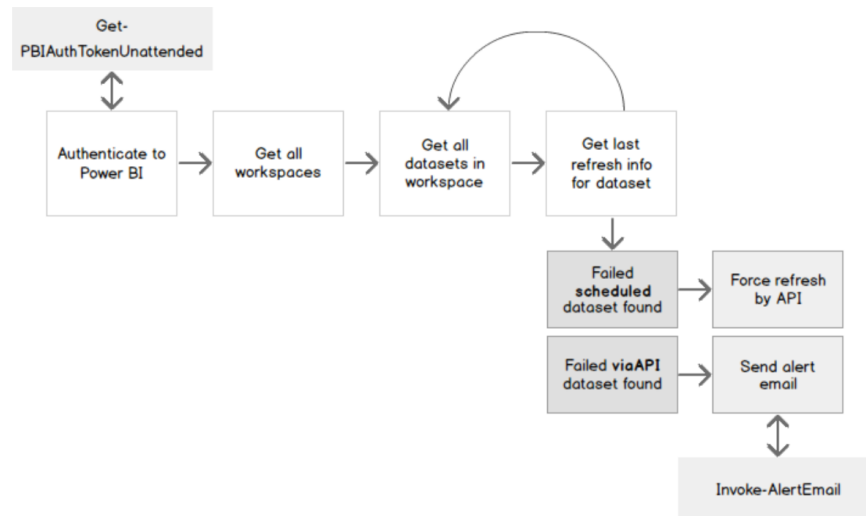 Get-
PBIAuthTokenUnattended
Authenticate to
Power BI
Get all
workspaces
Get all
datasets in
workspace
Get last
refresh info
for dataset
Failed
scheduled
dataset found
Force refresh
by API
Failed viaAPI
dataset found
Send alert
email
Invoke-AlertEmail